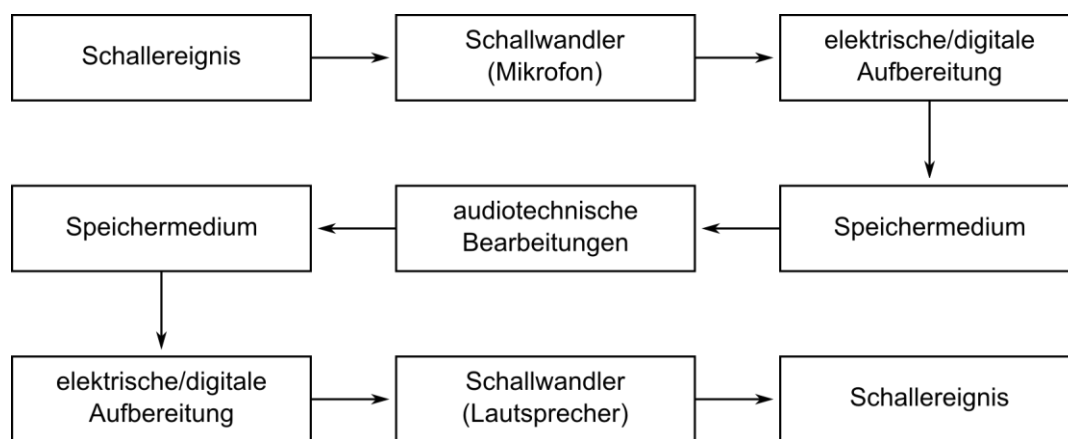 Schallereignis
Schallwandler
(Mikrofon)
elektrische/digitale
Aufbereitung
Speichermedium
audiotechnische
Bearbeitungen
Speichermedium
elektrische/digitale
Aufbereitung
Schallwandler
(Lautsprecher)
Schallereignis